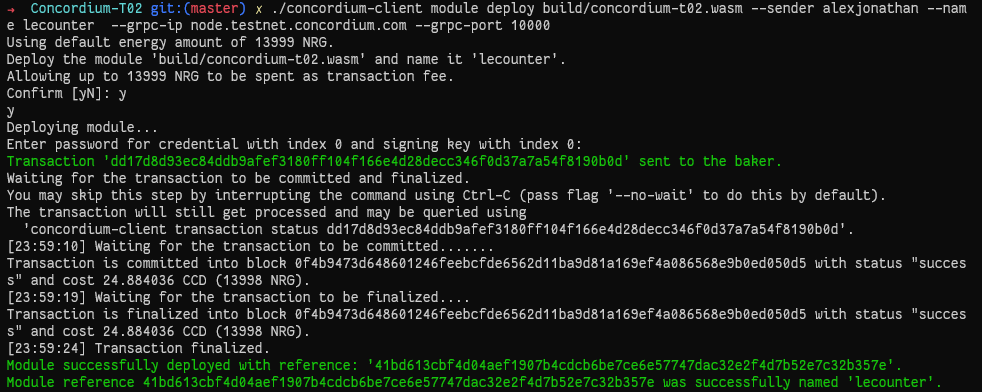 → Concordium-T02 git:(master) ✗ ./concordium-client module deploy build/concordium-t02.wasm --sender alexjonathan --nam
e lecounter  --grpc-ip node.testnet.concordium.com --grpc-port 10000
Using default energy amount of 13999 NRG.
Deploy the module 'build/concordium-t02.wasm' and name it 'lecounter'.
Allowing up to 13999 NRG to be spent as transaction fee.
Confirm [yN]: y
y
Deploying module...
Enter password for credential with index 0 and signing key with index 0:
Transaction 'dd17d8d93ec84ddb9afef3180ff104f166e4d28decc346f0d37a7a54f8190b0d' sent to the baker.
Waiting for the transaction to be committed and finalized.
You may skip this step by interrupting the command using Ctrl-C (pass flag '--no-wait' to do this by default).
The transaction will still get processed and may be queried using
  'concordium-client transaction status dd17d8d93ec84ddb9afef3180ff104f166e4d28decc346f0d37a7a54f8190b0d'.
[23:59:10] Waiting for the transaction to be committed.......
Transaction is committed into block 0f4b9473d648601246feebcfde6562d11ba9d81a169ef4a086568e9b0ed050d5 with status "succes
s" and cost 24.884036 CCD (13998 NRG).
[23:59:19] Waiting for the transaction to be finalized....
Transaction is finalized into block 0f4b9473d648601246feebcfde6562d11ba9d81a169ef4a086568e9b0ed050d5 with status "succes
s" and cost 24.884036 CCD (13998 NRG).
[23:59:24] Transaction finalized.
Module successfully deployed with reference: '41bd613cbf4d04aef1907b4cdcb6be7ce6e57747dac32e2f4d7b52e7c32b357e'.
Module reference 41bd613cbf4d04aef1907b4cdcb6be7ce6e57747dac32e2f4d7b52e7c32b357e was successfully named 'lecounter'.